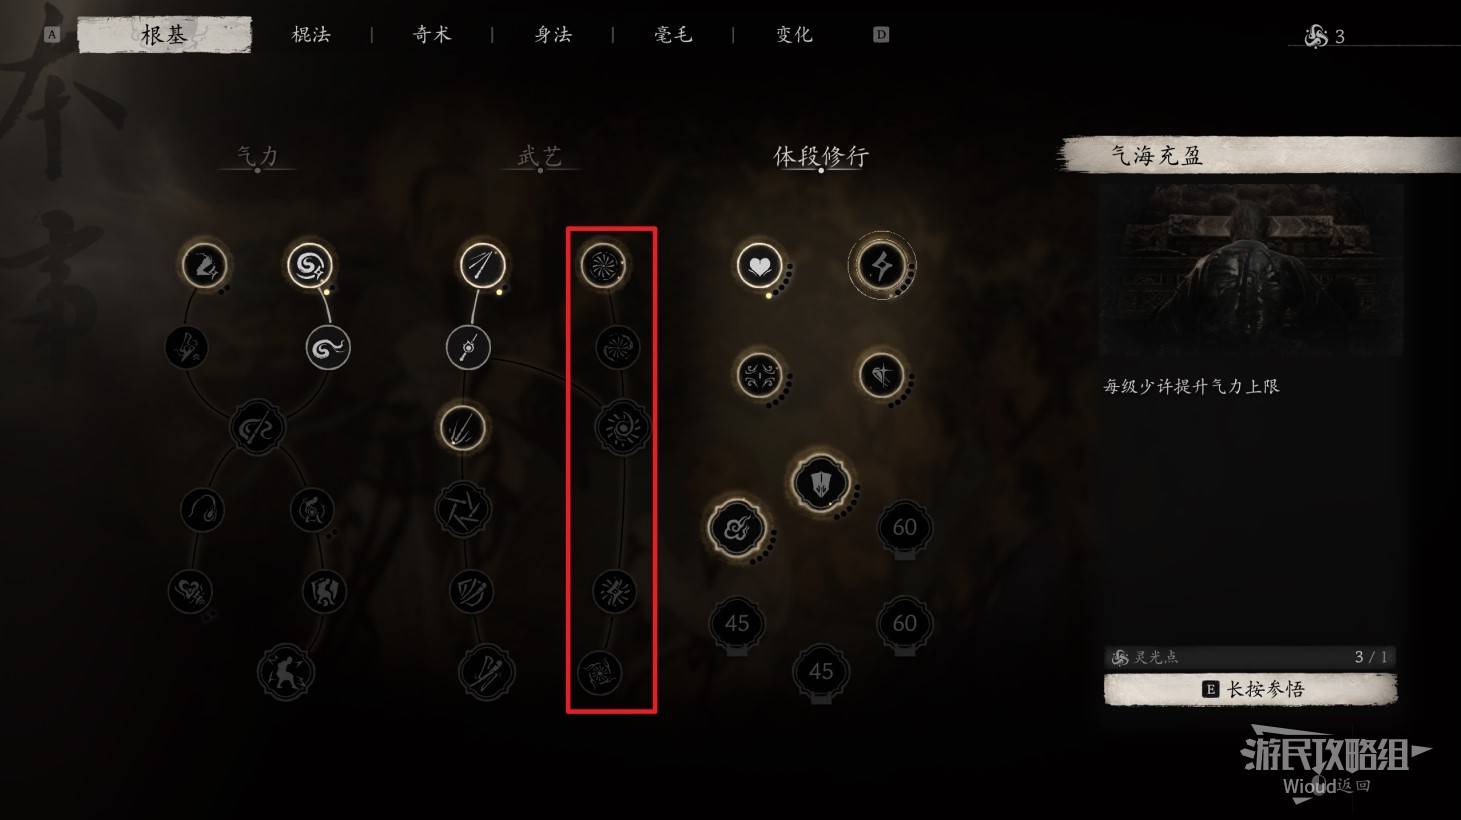 A 根基 | 棍法 | 奇术 | 身法 | 毫毛 | 变化 D
3
本事
气力 武艺 体段修行
气海充盈
每级少许提升气力上限
60
45 60
45
灵光点 3 / 1
E 长按参悟
游民攻略组
Wioud 返回